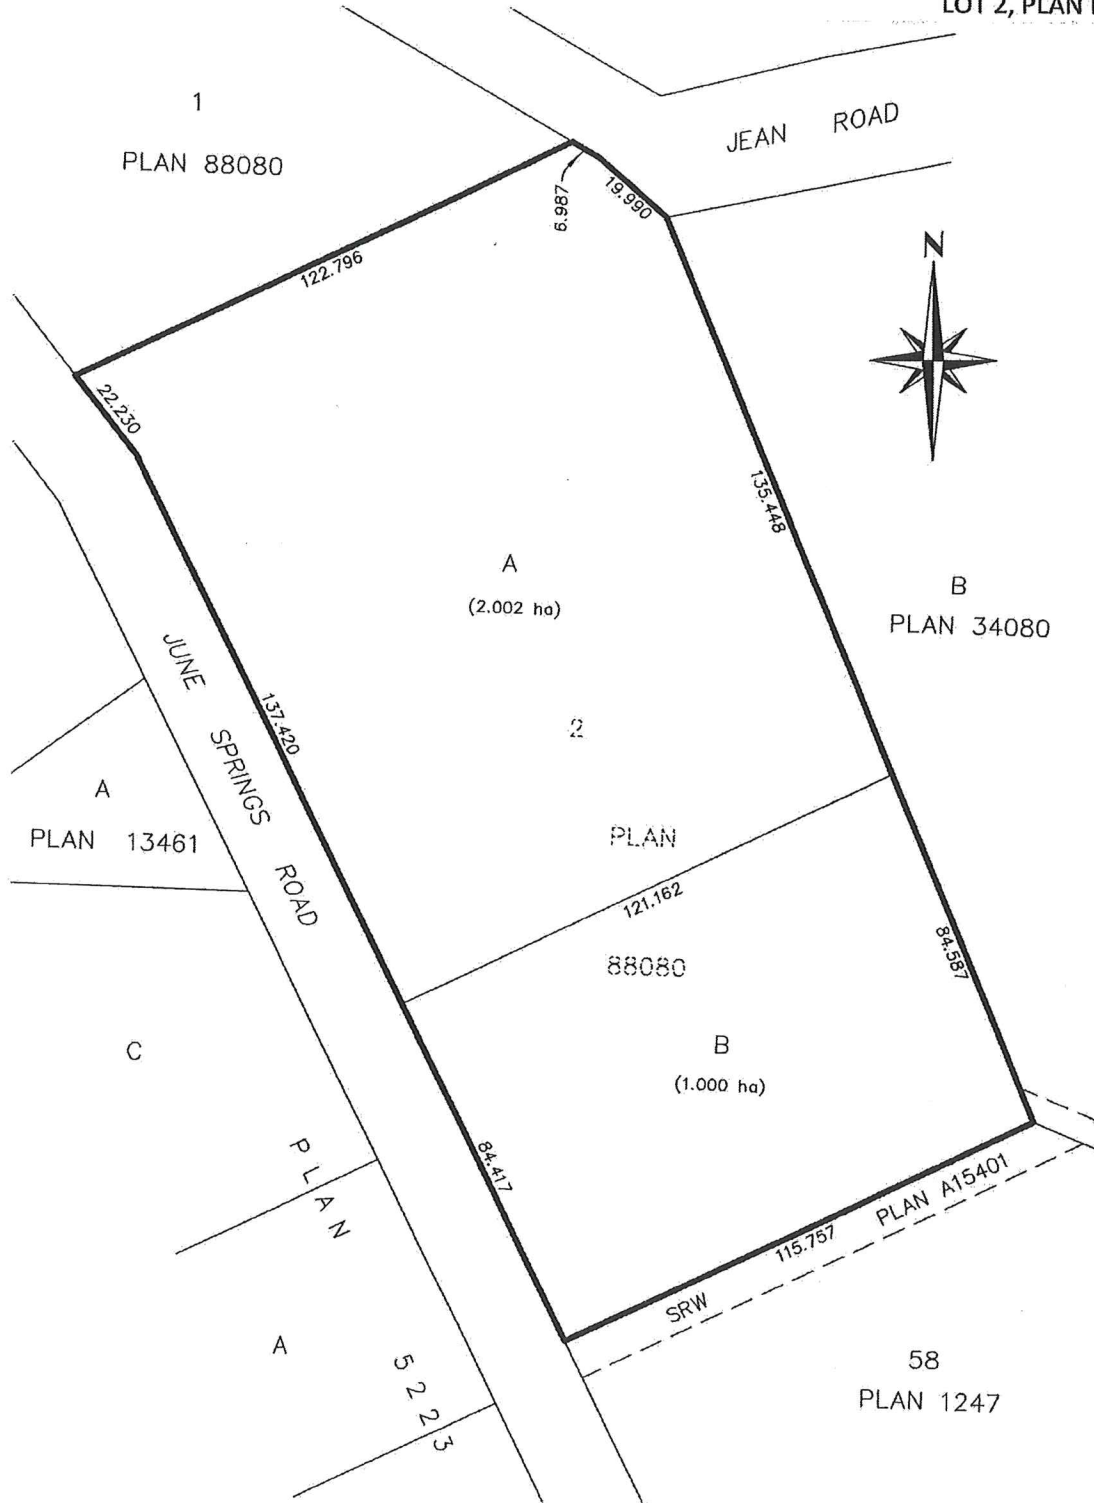 LOT 2, PLAN
1
PLAN 88080
JEAN ROAD
6.987
19.990
N
122.796
22.230
135.448
A
(2.002 ha)
B
PLAN 34080
JUNE SPRINGS ROAD
137.420
2
A
PLAN 13461
PLAN
121.162
88080
84.587
C
B
(1.000 ha)
PLAN
84.417
PLAN A15401
115.757
SRW
A
5223
58
PLAN 1247